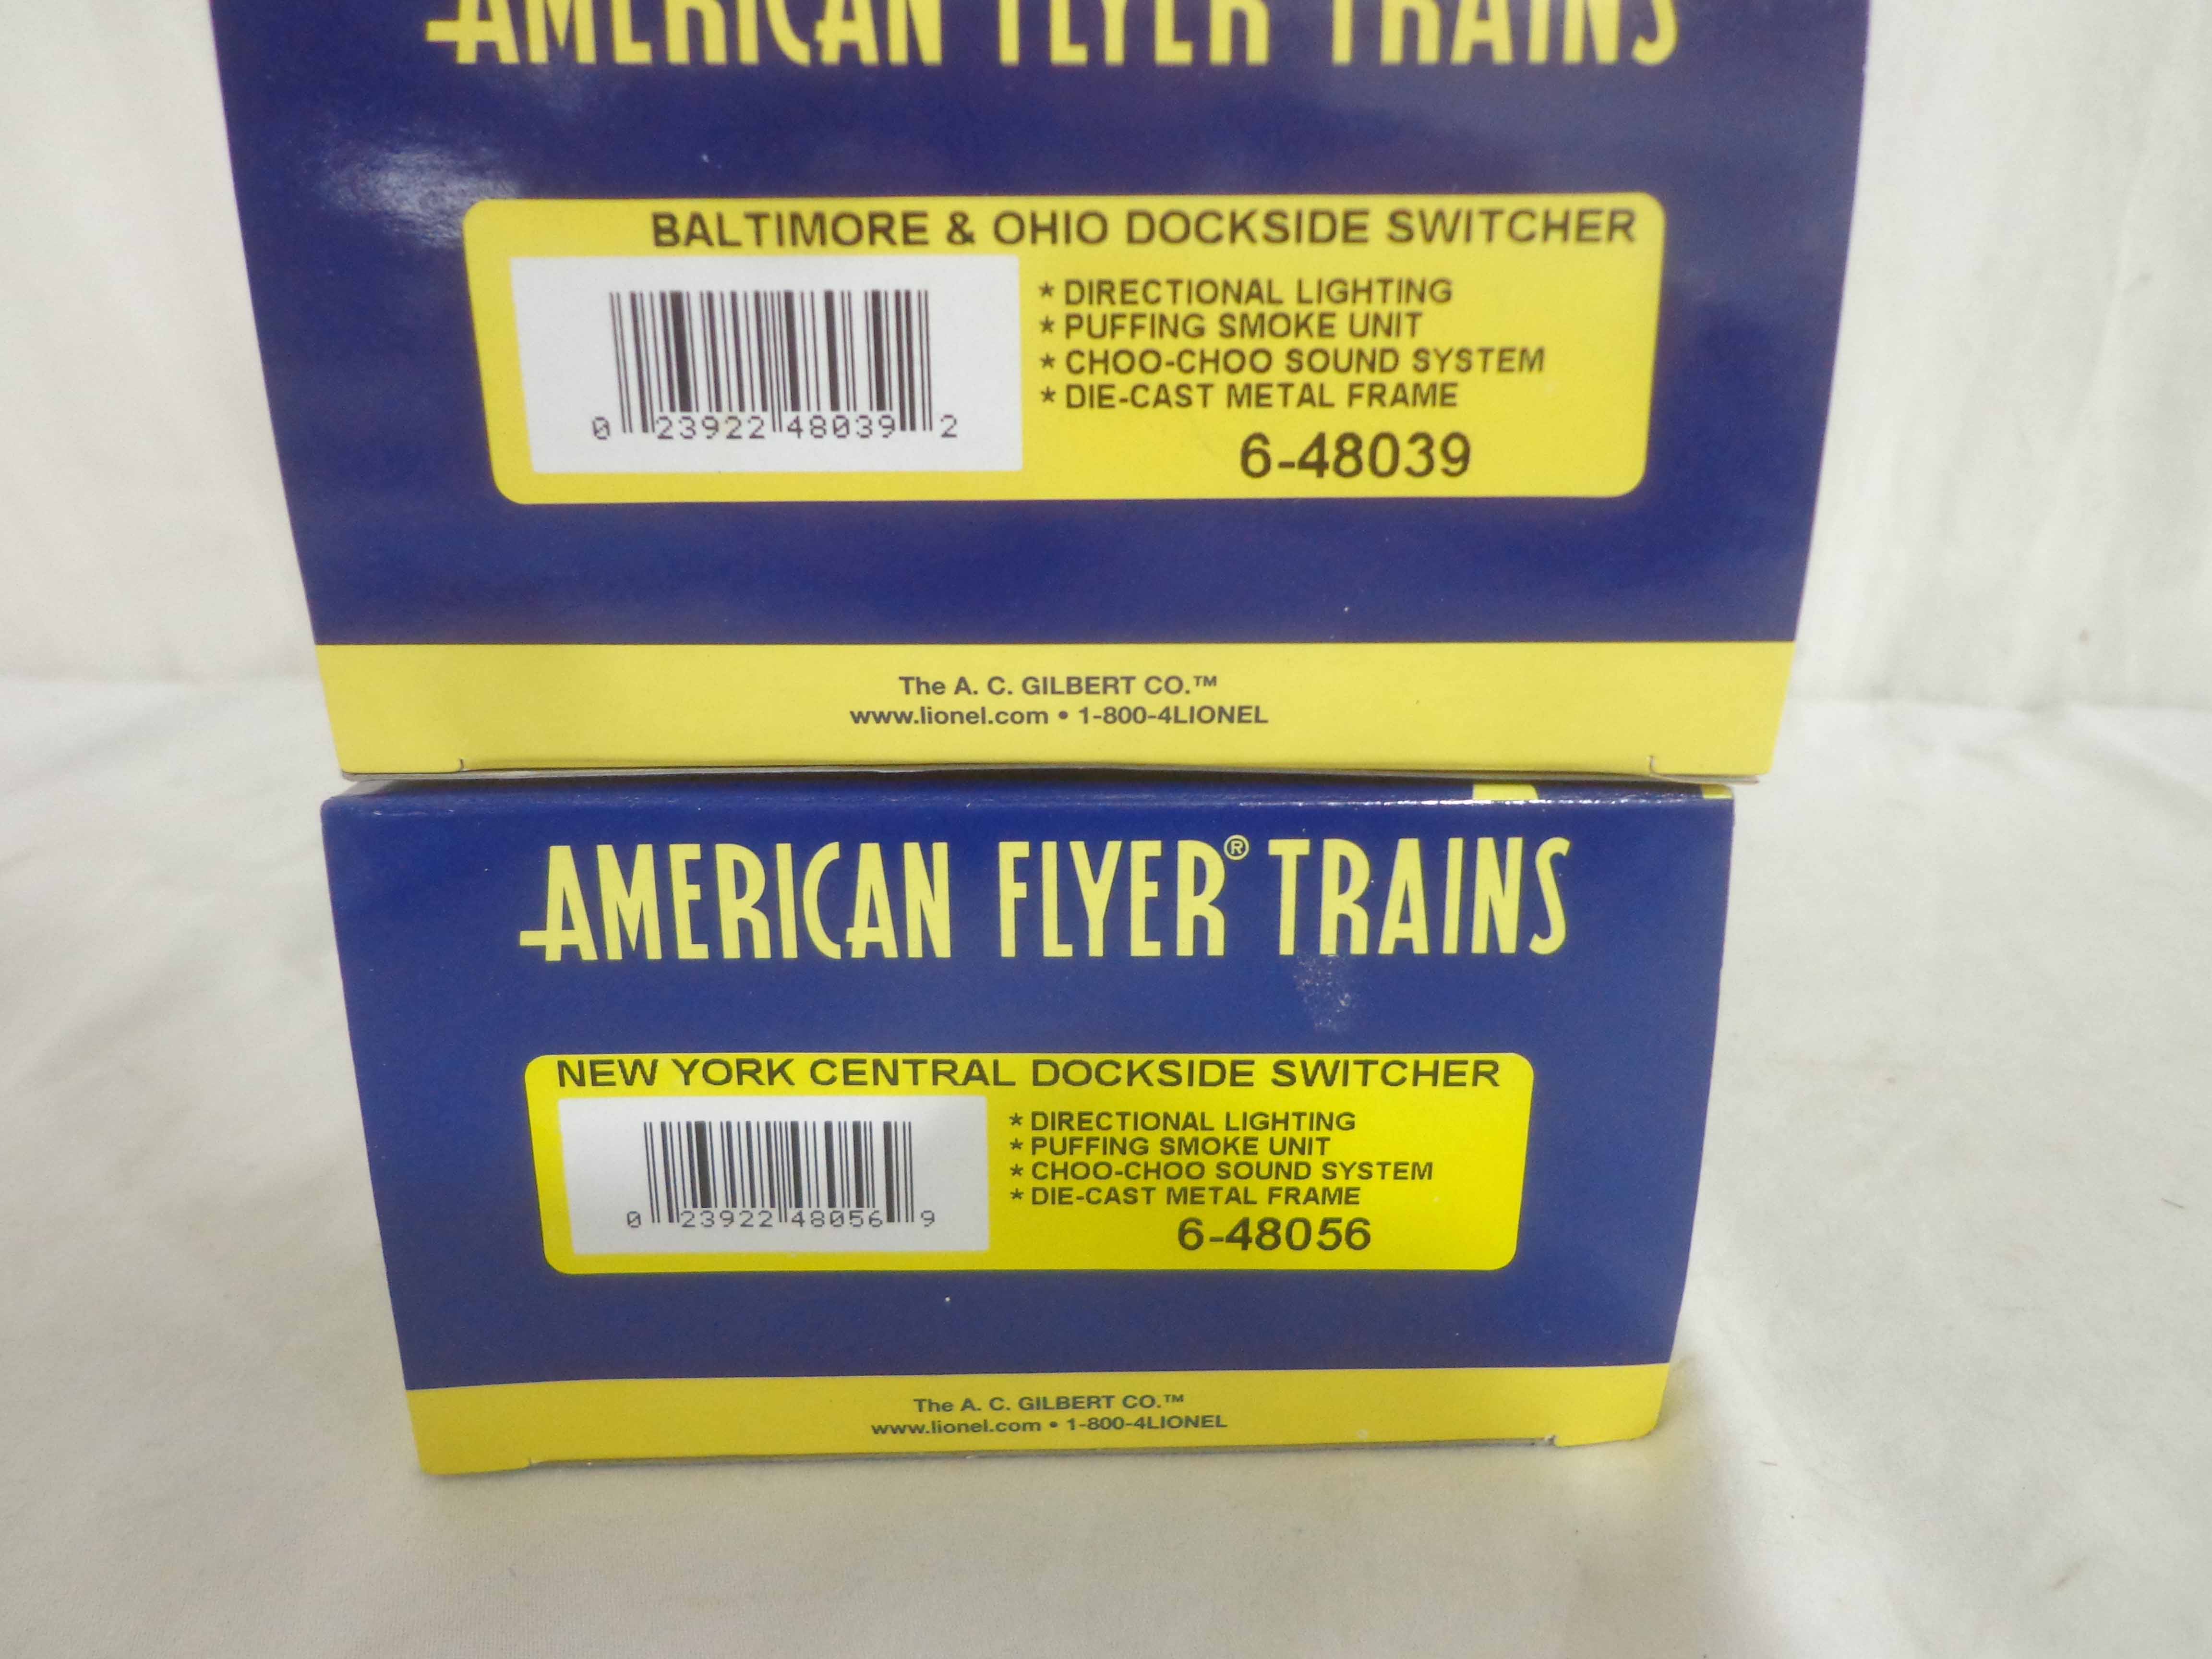 AMERICAN FLYER TRAINS
BALTIMORE & OHIO DOCKSIDE SWITCHER
* DIRECTIONAL LIGHTING
* PUFFING SMOKE UNIT
* CHOO-CHOO SOUND SYSTEM
* DIE-CAST METAL FRAME
0 23922 48039 2
6-48039
The A. C. GILBERT CO.™
www.lionel.com • 1-800-4LIONEL
AMERICAN FLYER® TRAINS
NEW YORK CENTRAL DOCKSIDE SWITCHER
* DIRECTIONAL LIGHTING
* PUFFING SMOKE UNIT
* CHOO-CHOO SOUND SYSTEM
* DIE-CAST METAL FRAME
0 23922 48056 9
6-48056
The A. C. GILBERT CO.™
www.lionel.com • 1-800-4LIONEL